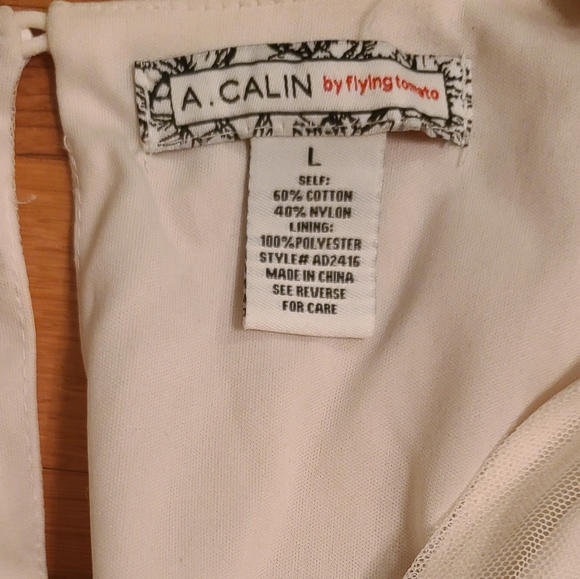 A.CALIN by flying tomato
L
SELF:
60% COTTON
40% NYLON
LINING:
100%POLYESTER
STYLE# AD2416
MADE IN CHINA
SEE REVERSE
FOR CARE